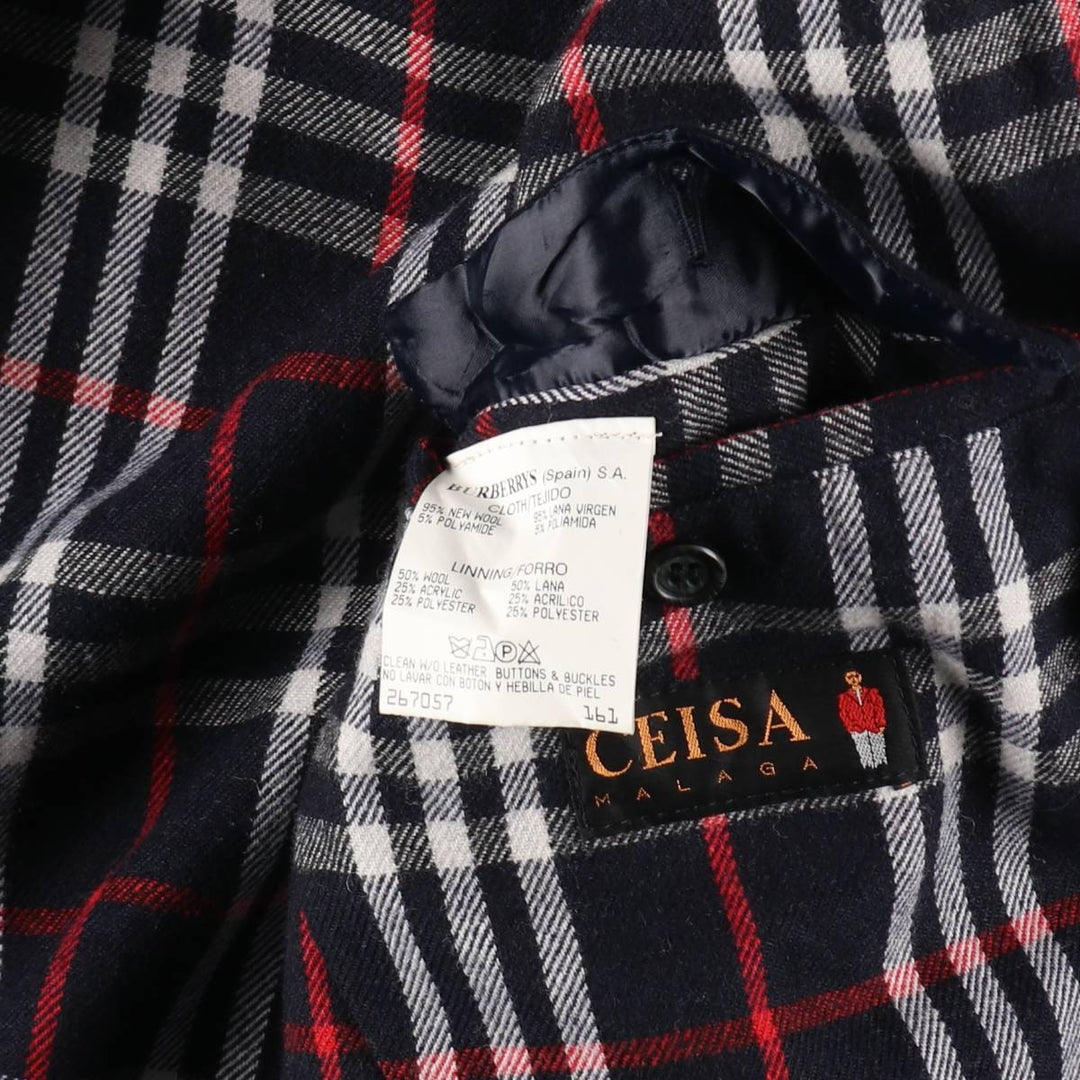 BURBERRYS (Spain) S.A.
CLOTH/TEJIDO
95% NEW WOOL 95% LANA VIRGEN
5% POLYAMIDE 5% POLIAMIDA
LINNING/FORRO
50% WOOL 50% LANA
25% ACRYLIC 25% ACRILICO
25% POLYESTER 25% POLYESTER
P
CLEAN W/O LEATHER BUTTONS & BUCKLES
NO LAVAR CON BOTON Y HEBILLA DE PIEL
267057 161
CEISA
MALAGA